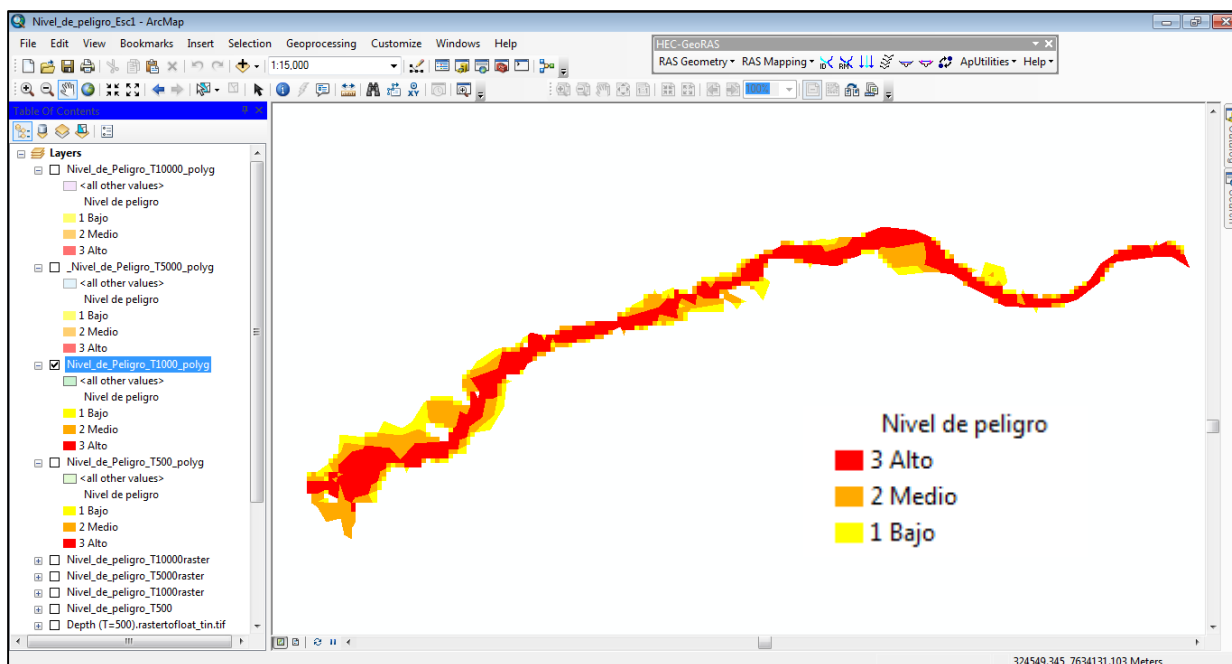 Nivel_de_peligro_Esc1 - ArcMap
File Edit View Bookmarks Insert Selection Geoprocessing Customize Windows Help
HEC-GeoRAS
1:15,000
RAS Geometry RAS Mapping ApUtilities Help
100%
Table Of Contents
Layers
Nivel_de_Peligro_T10000_polyg
<all other values>
Nivel de peligro
1 Bajo
2 Medio
3 Alto
_Nivel_de_Peligro_T5000_polyg
<all other values>
Nivel de peligro
1 Bajo
2 Medio
3 Alto
Nivel_de_Peligro_T1000_polyg
<all other values>
Nivel de peligro
1 Bajo
2 Medio
3 Alto
Nivel_de_Peligro_T500_polyg
<all other values>
Nivel de peligro
1 Bajo
2 Medio
3 Alto
Nivel_de_peligro_T10000raster
Nivel_de_peligro_T5000raster
Nivel_de_peligro_T1000raster
Nivel_de_peligro_T500
Depth (T=500).rastertofloat_tin.tif
Nivel de peligro
3 Alto
2 Medio
1 Bajo
324549.345 7634131.103 Meters